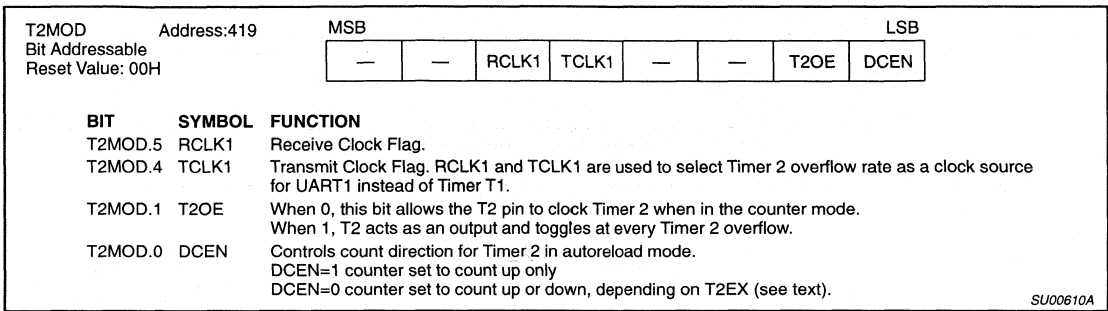 T2MOD Address:419 MSB LSB
Bit Addressable
Reset Value: 00H
— — RCLK1 TCLK1 — — T2OE DCEN
BIT SYMBOL FUNCTION
T2MOD.5 RCLK1 Receive Clock Flag.
T2MOD.4 TCLK1 Transmit Clock Flag. RCLK1 and TCLK1 are used to select Timer 2 overflow rate as a clock source
for UART1 instead of Timer T1.
T2MOD.1 T2OE When 0, this bit allows the T2 pin to clock Timer 2 when in the counter mode.
When 1, T2 acts as an output and toggles at every Timer 2 overflow.
T2MOD.0 DCEN Controls count direction for Timer 2 in autoreload mode.
DCEN=1 counter set to count up only
DCEN=0 counter set to count up or down, depending on T2EX (see text).
SU00610A